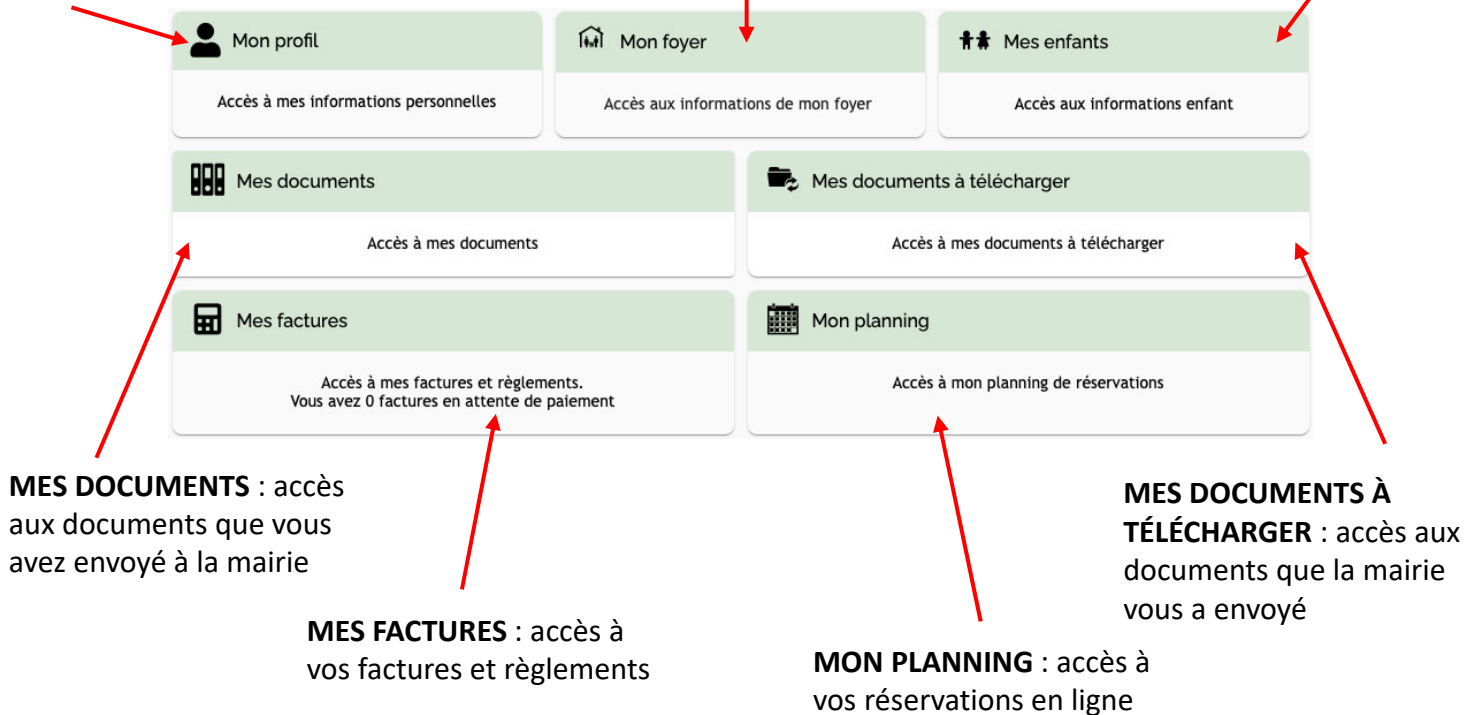 Mon profil
Mon foyer
Mes enfants
Accès à mes informations personnelles
Accès aux informations de mon foyer
Accès aux informations enfant
Mes documents
Mes documents à télécharger
Accès à mes documents
Accès à mes documents à télécharger
Mes factures
Mon planning
Accès à mes factures et règlements.
Vous avez 0 factures en attente de paiement
Accès à mon planning de réservations
MES DOCUMENTS : accès
aux documents que vous
avez envoyé à la mairie
MES DOCUMENTS À
TÉLÉCHARGER : accès aux
documents que la mairie
vous a envoyé
MES FACTURES : accès à
vos factures et règlements
MON PLANNING : accès à
vos réservations en ligne